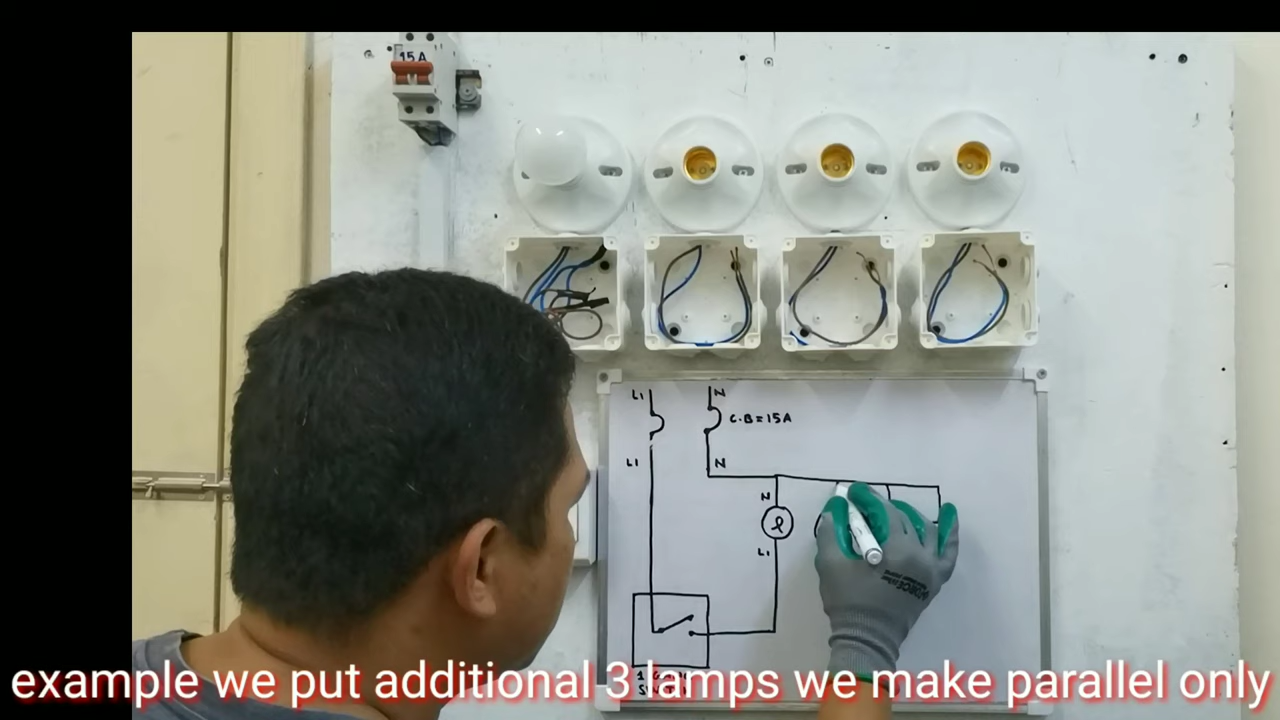 15A
L1 N
C.B=15A
L1 N
N
L1
example we put additional 3 lamps we make parallel only